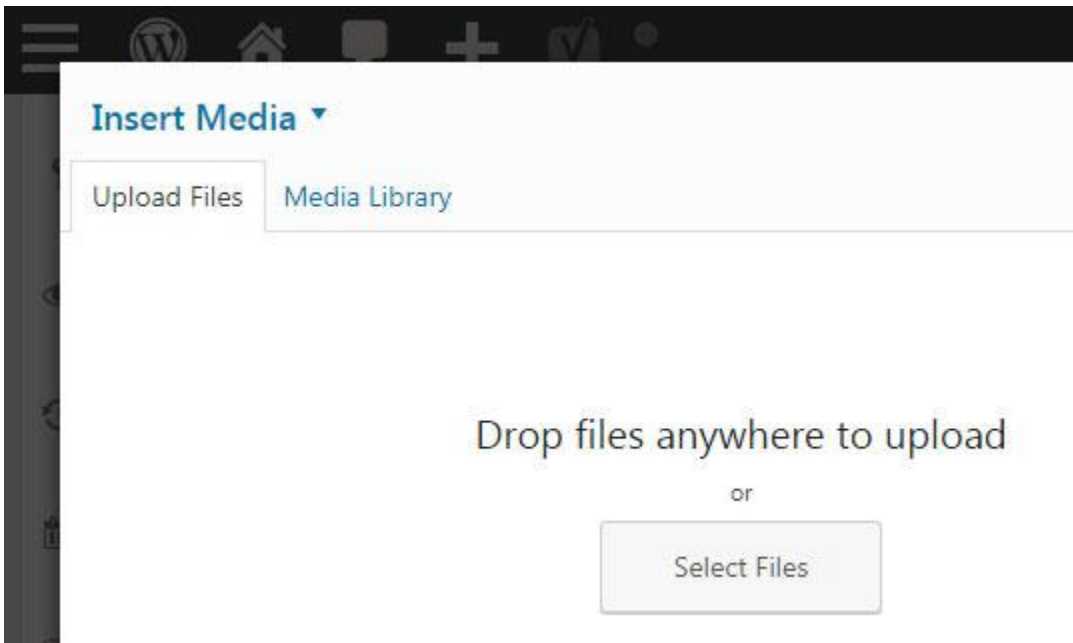 Insert Media
Upload Files
Media Library
Drop files anywhere to upload
or
Select Files